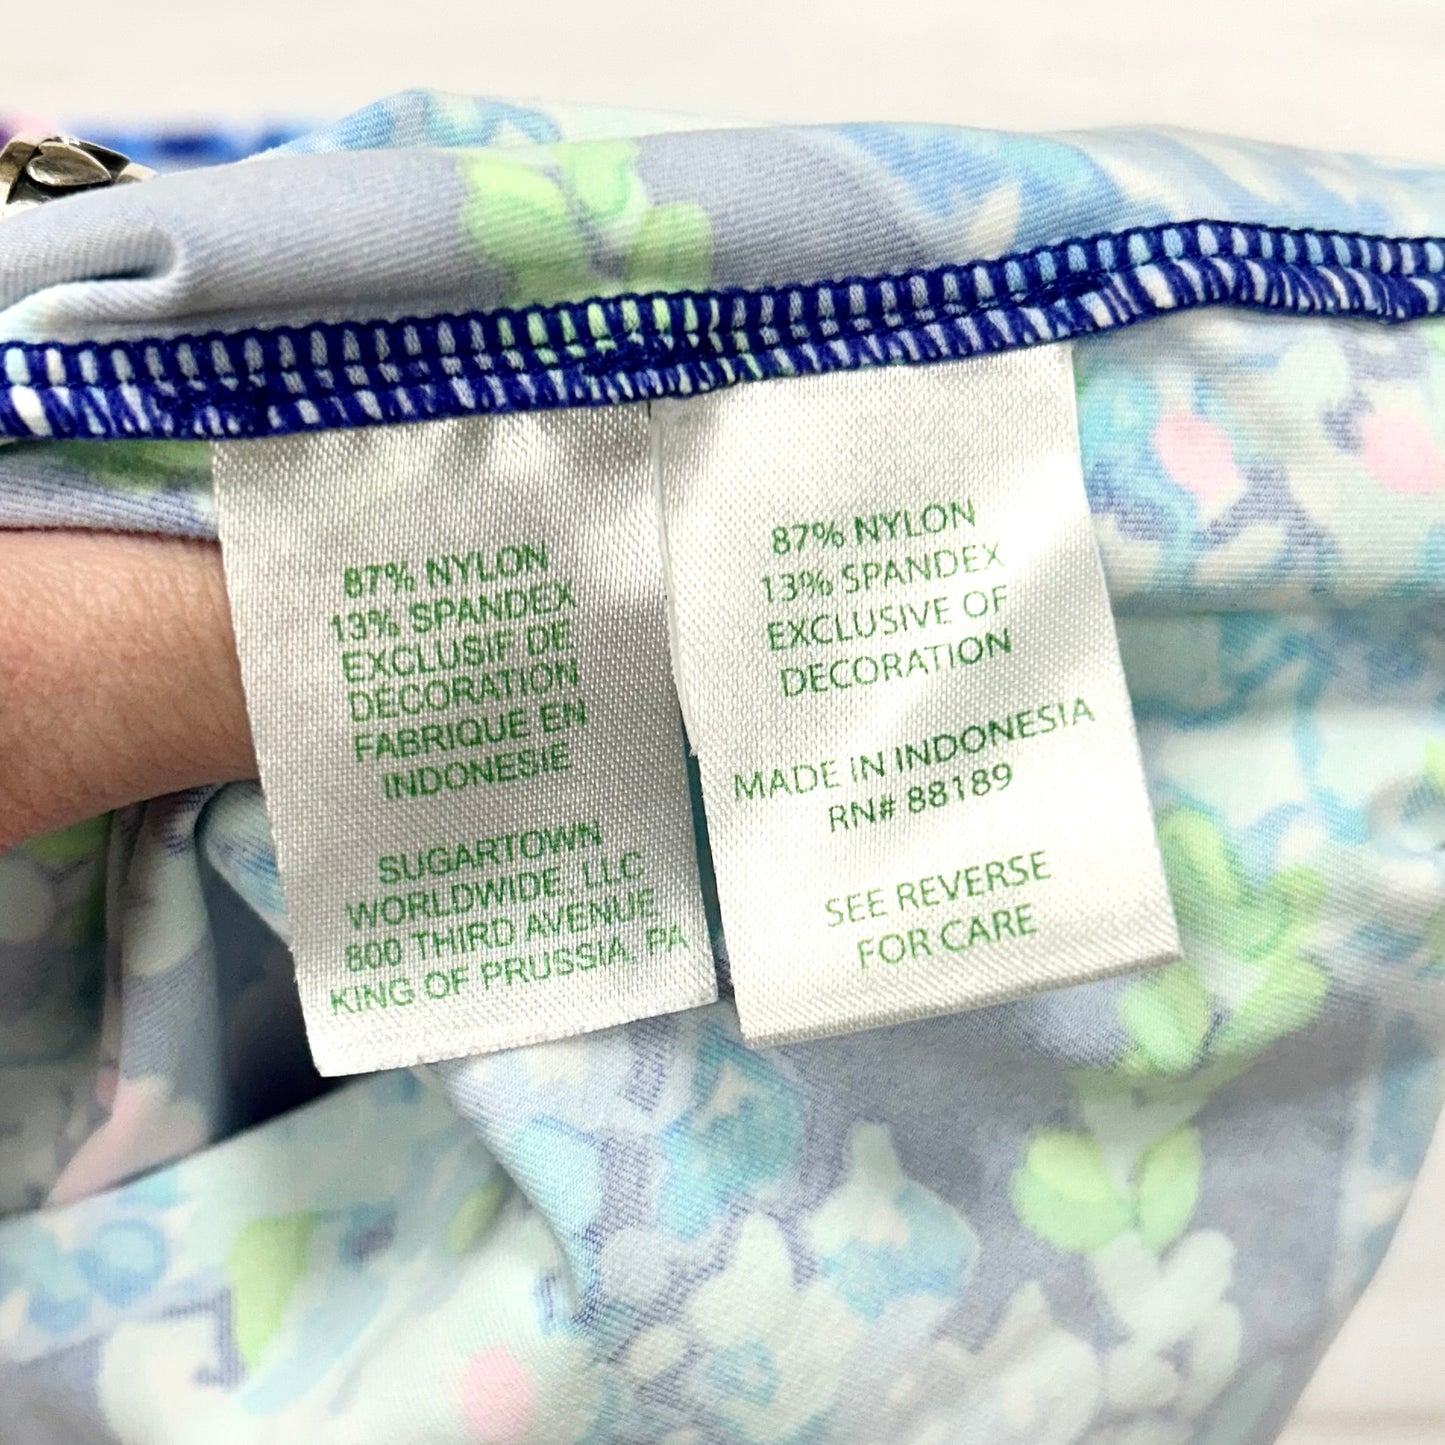 87% NYLON
13% SPANDEX
EXCLUSIF DE
DÉCORATION
FABRIQUE EN
INDONESIE
SUGARTOWN
WORLDWIDE, LLC
800 THIRD AVENUE
KING OF PRUSSIA, PA
87% NYLON
13% SPANDEX
EXCLUSIVE OF
DECORATION
MADE IN INDONESIA
RN# 88189
SEE REVERSE
FOR CARE